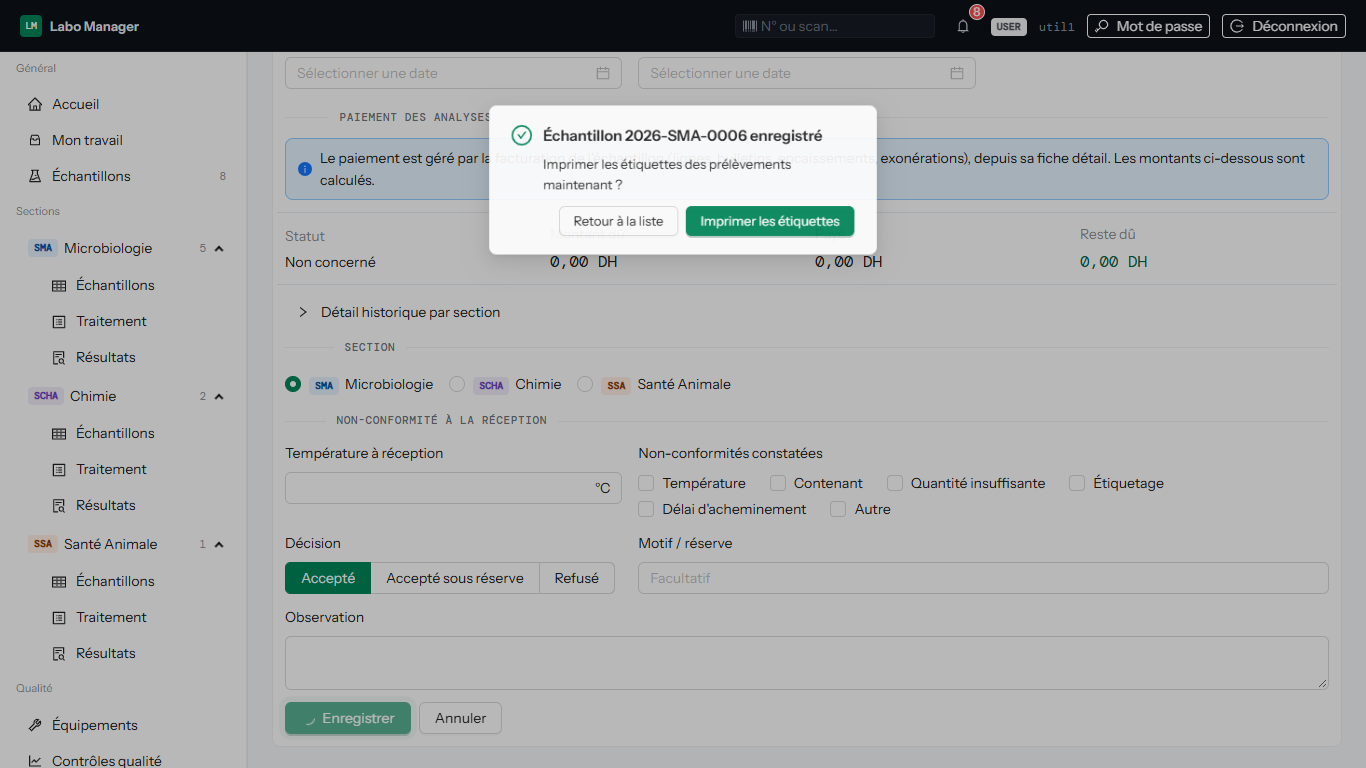 LM Labo Manager
N° ou scan...
8
USER
util1
Mot de passe
Déconnexion
Général
Accueil
Mon travail
Échantillons 8
Sections
SMA Microbiologie 5
Échantillons
Traitement
Résultats
SCHA Chimie 2
Échantillons
Traitement
Résultats
SSA Santé Animale 1
Échantillons
Traitement
Résultats
Qualité
Équipements
Contrôles qualité
Sélectionner une date
Sélectionner une date
PAIEMENT DES ANALYSES
Échantillon 2026-SMA-0006 enregistré
Imprimer les étiquettes des prélèvements
maintenant ?
Retour à la liste
Imprimer les étiquettes
Le paiement est géré par la facturation de l'échantillon (lignes, bulletins, encaissements, exonérations), depuis sa fiche détail. Les montants ci-dessous sont
calculés.
Statut
Non concerné
0,00 DH
0,00 DH
Reste dû
0,00 DH
Détail historique par section
SECTION
SMA Microbiologie
SCHA Chimie
SSA Santé Animale
NON-CONFORMITÉ À LA RÉCEPTION
Température à réception
°C
Non-conformités constatées
Température
Contenant
Quantité insuffisante
Étiquetage
Délai d'acheminement
Autre
Décision
Accepté
Accepté sous réserve
Refusé
Motif / réserve
Facultatif
Observation
Enregistrer
Annuler